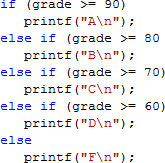 if (grade >= 90)
printf("A\n");
else if (grade >= 80
printf("B\n");
else if (grade >= 70)
printf("C\n");
else if (grade >= 60)
printf("D\n");
else
printf("F\n");